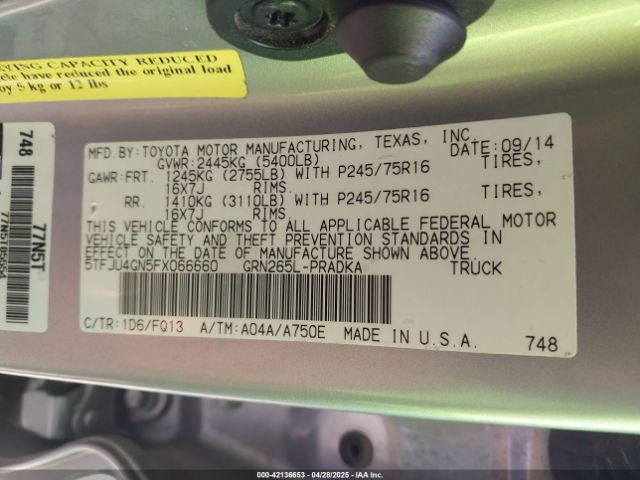 VING CAPACITY REDUCED
cle have reduced the original load
by 5 kg or 12 lbs
748
77N5T
MFD.BY:TOYOTA MOTOR MANUFACTURING, TEXAS, INC.
GVWR:2445KG (5400LB) DATE:09/14
GAWR:FRT. 1245KG (2755LB) WITH P245/75R16 TIRES,
16X7J RIMS.
RR. 1410KG (3110LB) WITH P245/75R16 TIRES,
16X7J RIMS.
THIS VEHICLE CONFORMS TO ALL APPLICABLE FEDERAL MOTOR
VEHICLE SAFETY AND THEFT PREVENTION STANDARDS IN
EFFECT ON THE DATE OF MANUFACTURE SHOWN ABOVE.
5TFJU4GN5FX066660 GRN265L-PRADKA TRUCK
C/TR:1D6/FQ13 A/TM:A04A/A750E MADE IN U.S.A. 748
000-42136653 - 04/28/2025 - IAAI.com